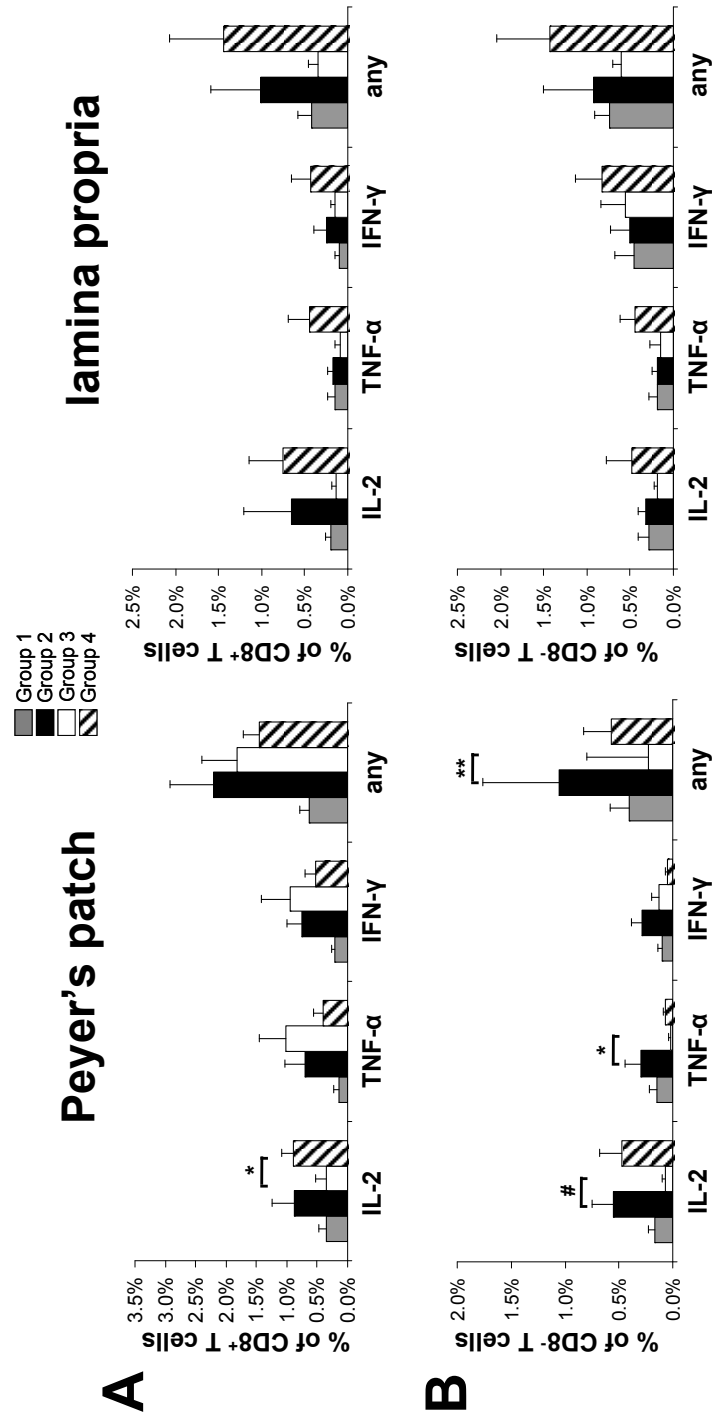 Peyer's patch
lamina propria
Group 1
Group 2
Group 3
Group 4
A
% of CD8+ T cells
3.5%
3.0%
2.5%
2.0%
1.5%
1.0%
0.5%
0.0%
*
IL-2
TNF-α
IFN-γ
any
% of CD8+ T cells
2.5%
2.0%
1.5%
1.0%
0.5%
0.0%
IL-2
TNF-α
IFN-γ
any
B
% of CD8- T cells
2.0%
1.5%
1.0%
0.5%
0.0%
#
*
**
IL-2
TNF-α
IFN-γ
any
% of CD8- T cells
2.5%
2.0%
1.5%
1.0%
0.5%
0.0%
IL-2
TNF-α
IFN-γ
any